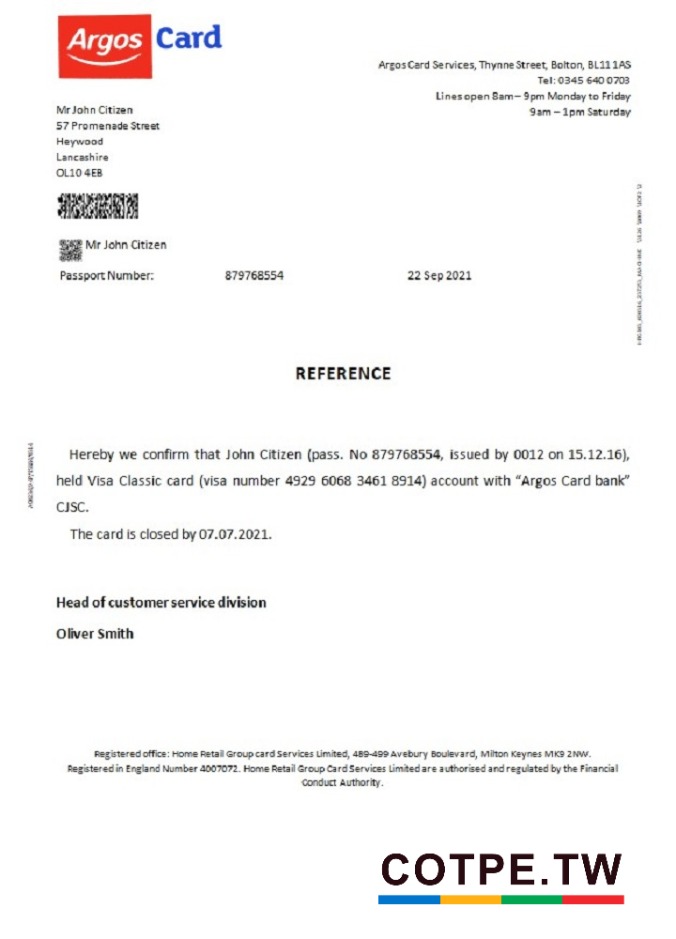 Argos Card
Argos Card Services, Thynne Street, Bolton, BL11 1AS
Tel: 0345 640 0703
Lines open 8am – 9pm Monday to Friday
9am – 1pm Saturday
Mr John Citizen
57 Promenade Street
Heywood
Lancashire
OL10 4EB
Mr John Citizen
Passport Number: 879768554 22 Sep 2021
REFERENCE
Hereby we confirm that John Citizen (pass. No 879768554, issued by 0012 on 15.12.16),
held Visa Classic card (visa number 4929 6068 3461 8914) account with “Argos Card bank”
CJSC.
The card is closed by 07.07.2021.
Head of customer service division
Oliver Smith
Registered office: Home Retail Group card Services Limited, 489-499 Avebury Boulevard, Milton Keynes MK9 2NW.
Registered in England Number 4007072. Home Retail Group Card Services Limited are authorised and regulated by the Financial
Conduct Authority.
COTPE.TW